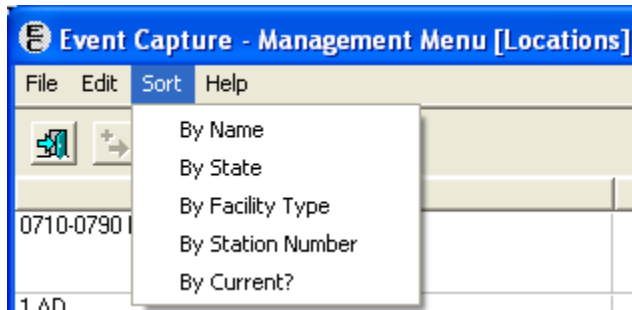 Event Capture - Management Menu [Locations]
File Edit Sort Help
By Name
By State
By Facility Type
0710-0790
By Station Number
By Current?
1 AD